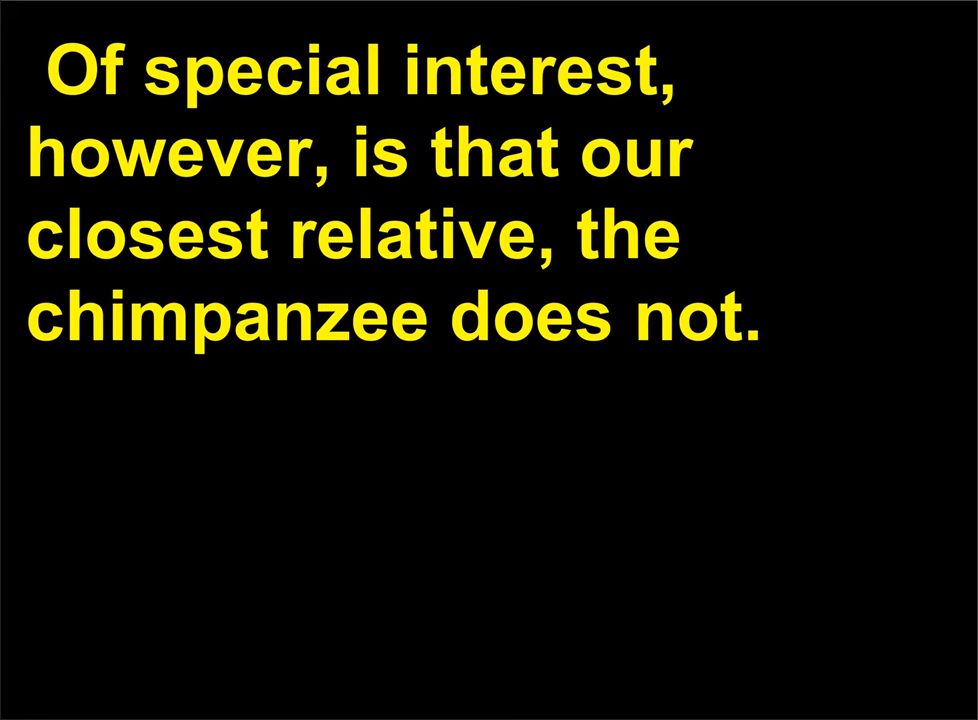 Of special interest,
however, is that our
closest relative, the
chimpanzee does not.